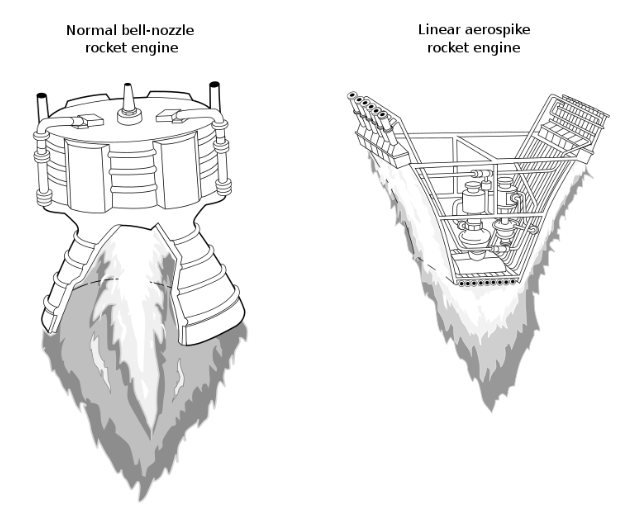 Normal bell-nozzle
rocket engine
Linear aerospike
rocket engine